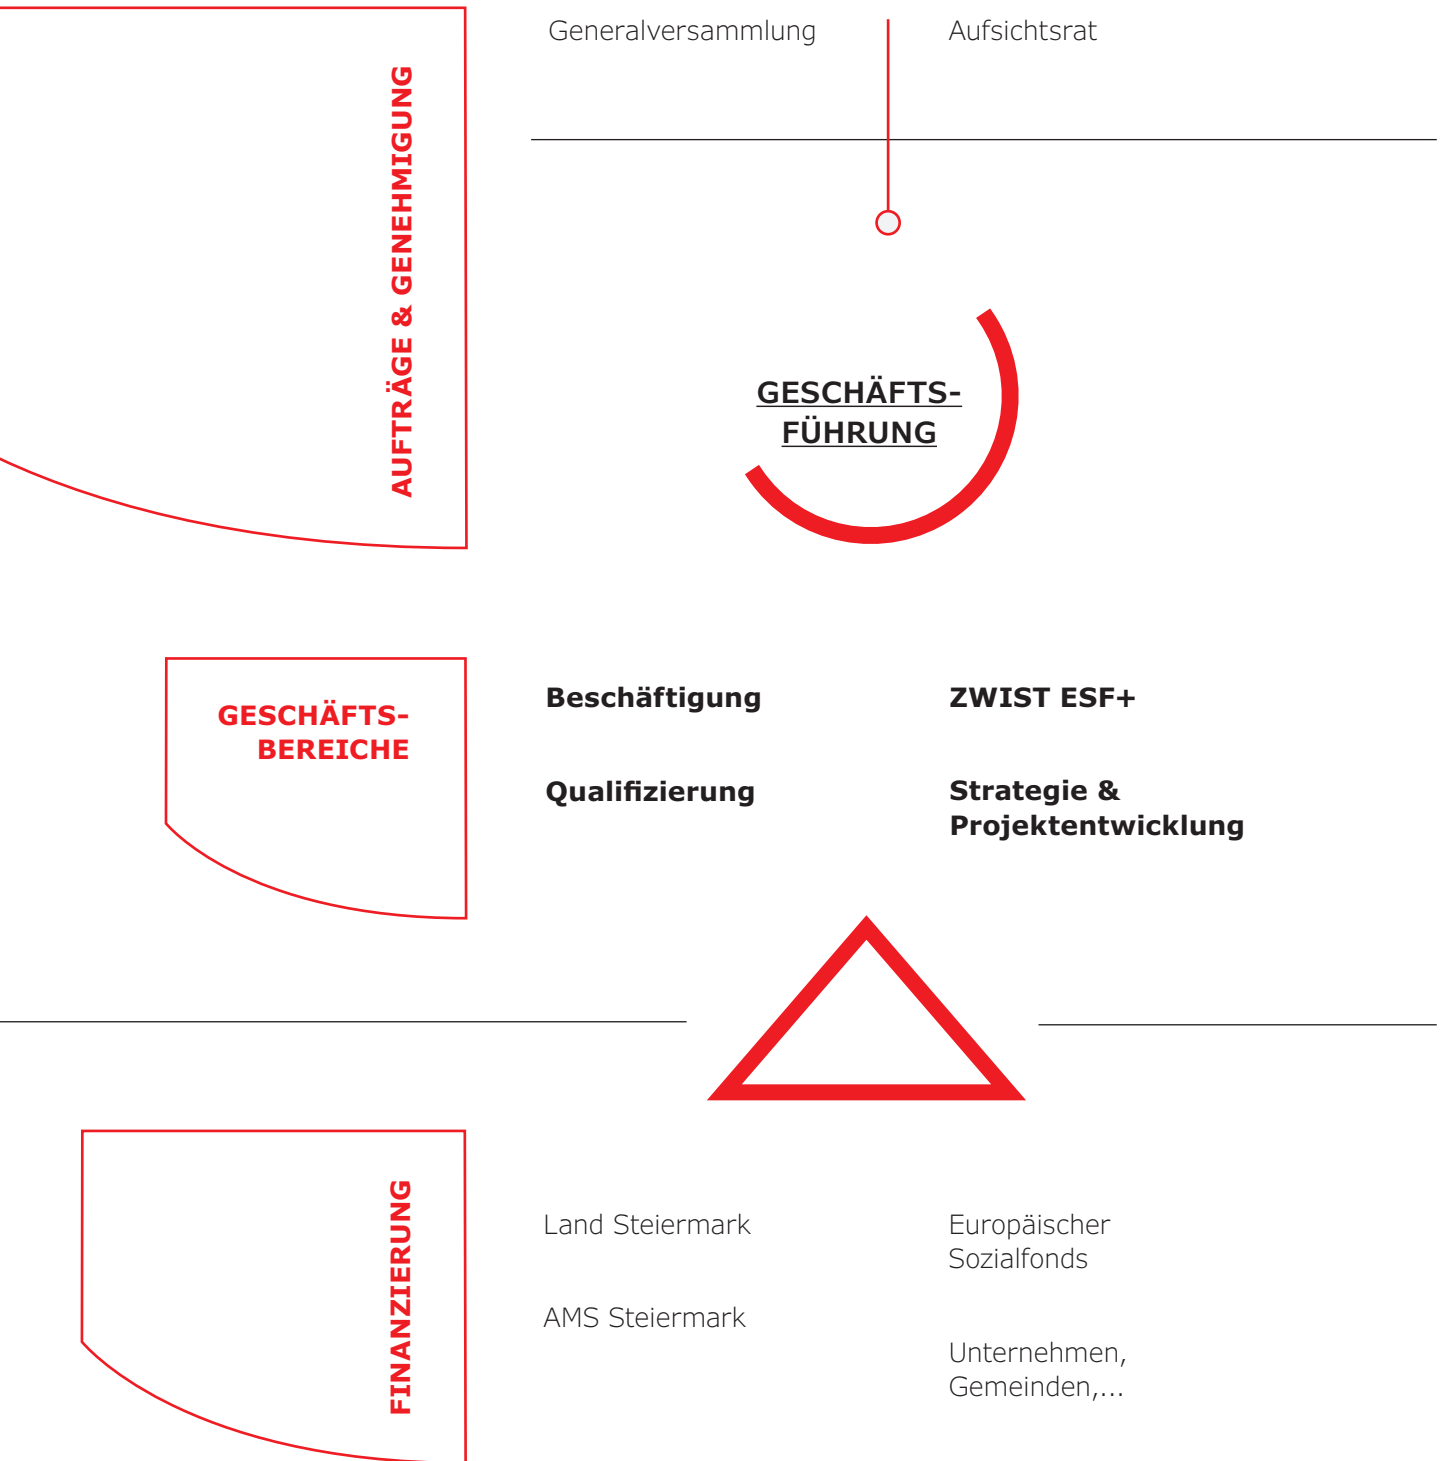 Generalversammlung
Aufsichtsrat
AUFTRÄGE & GENEHMIGUNG
GESCHÄFTS-
FÜHRUNG
GESCHÄFTS-
BEREICHE
Beschäftigung
ZWIST ESF+
Qualifizierung
Strategie &
Projektentwicklung
FINANZIERUNG
Land Steiermark
Europäischer
Sozialfonds
AMS Steiermark
Unternehmen,
Gemeinden,...